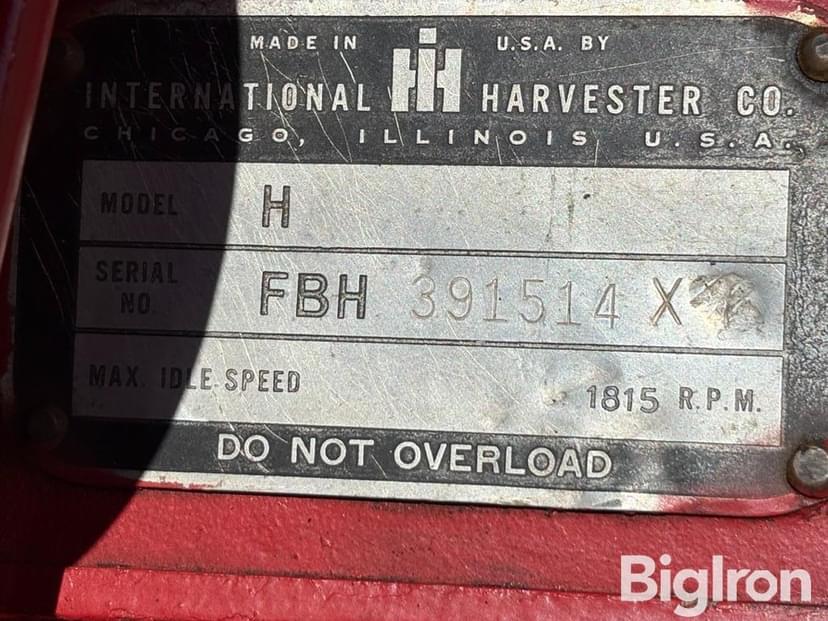 MADE IN IH U.S.A. BY
INTERNATIONAL HARVESTER CO.
CHICAGO, ILLINOIS, U.S.A.
MODEL H
SERIAL NO. FBH 391514 X
MAX. IDLE SPEED 1815 R.P.M.
DO NOT OVERLOAD
BigIron